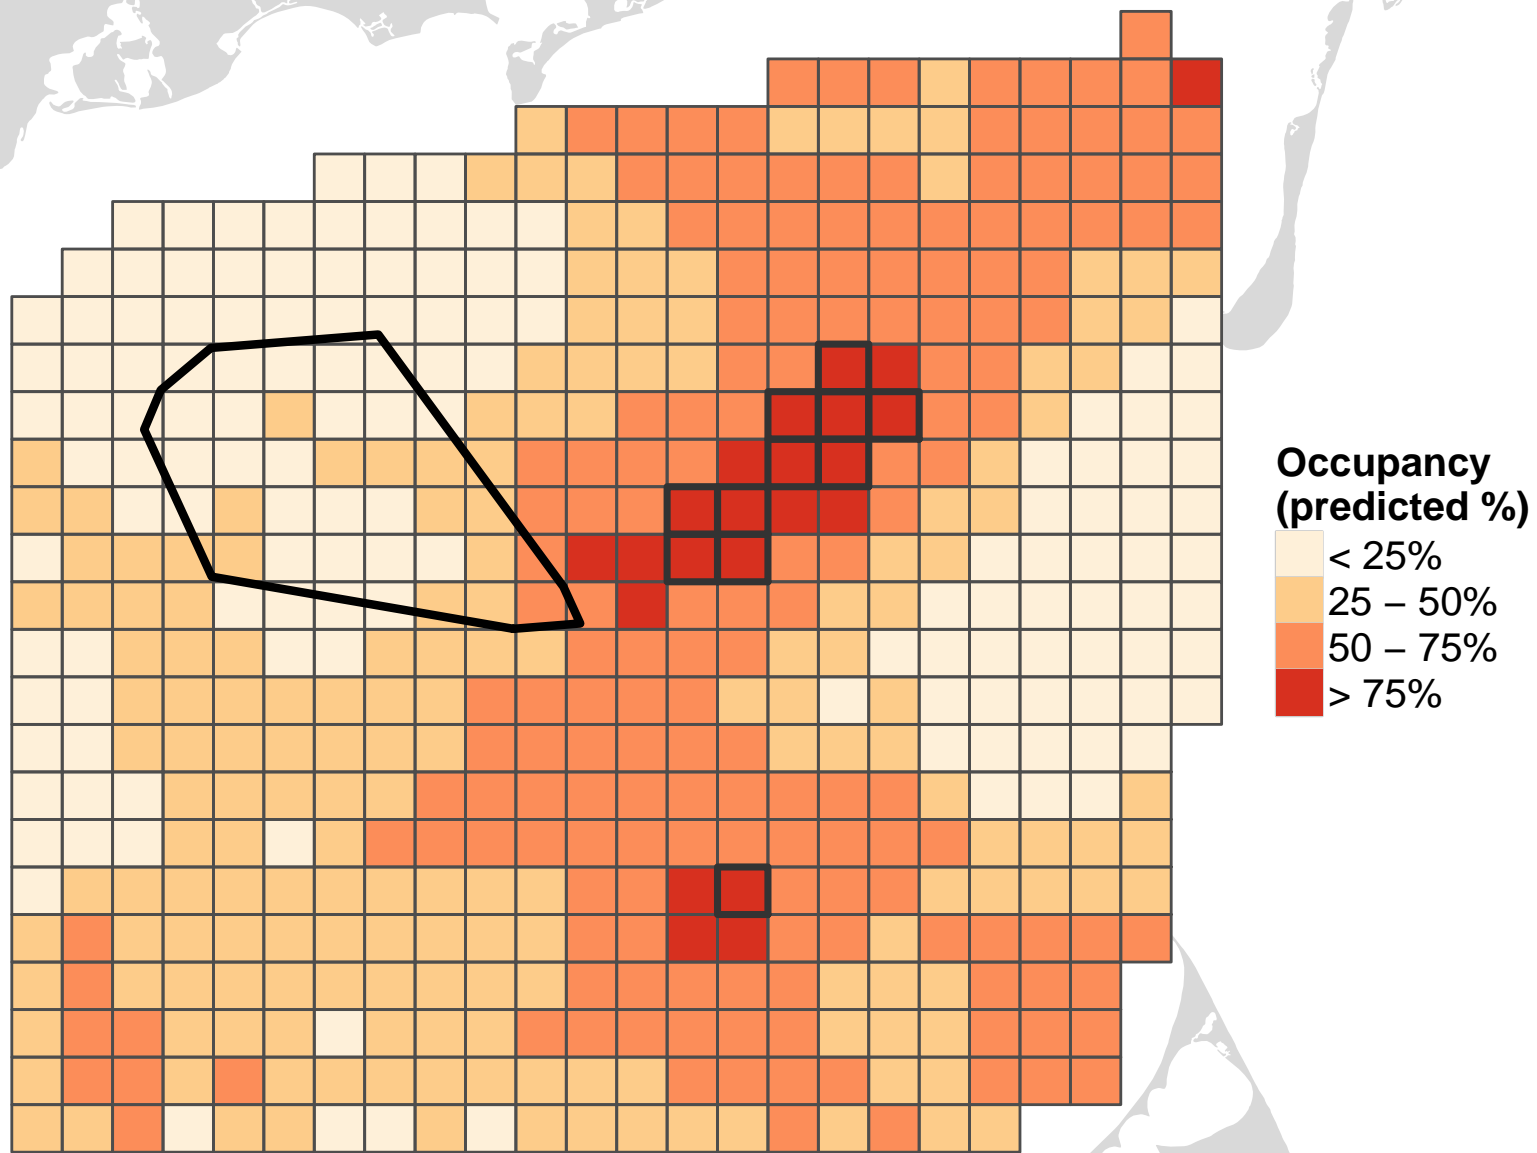 Occupancy
(predicted %)
< 25%
25 – 50%
50 – 75%
> 75%